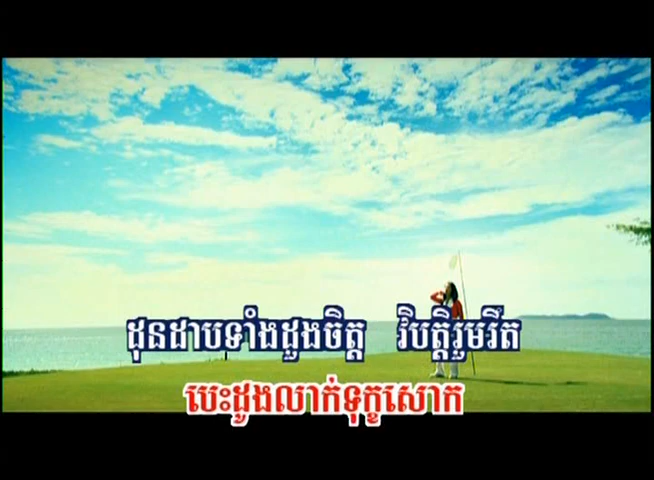 ដុនដាបទាំងដួងចិត្ត វិបត្តិរួមរឹត
បេះដូងលាក់ទុក្ខសោក